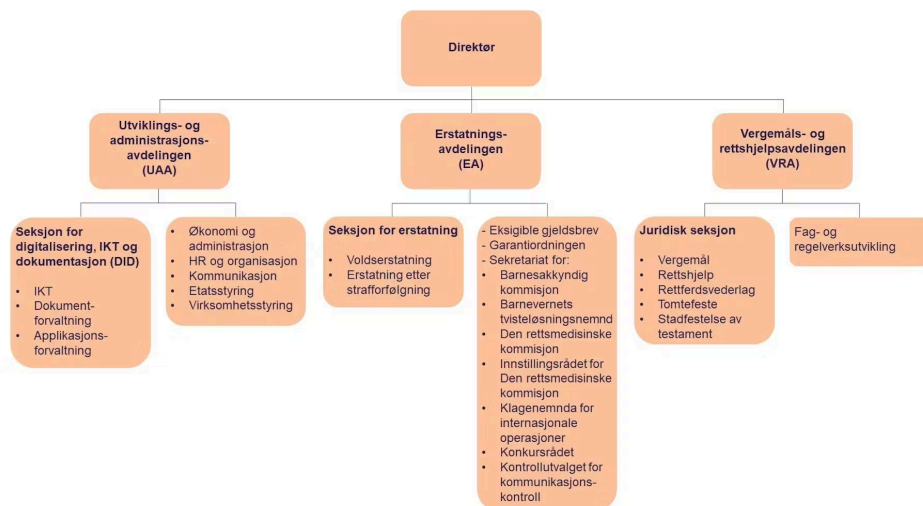 Direktør
Utviklings- og
administrasjons-
avdelingen
(UAA)
Erstatnings-
avdelingen
(EA)
Vergemåls- og
rettshjelpsavdelingen
(VRA)
Seksjon for
digitalisering, IKT og
dokumentasjon (DID)
• IKT
• Dokument-
forvaltning
• Applikasjons-
forvaltning
• Økonomi og
administrasjon
• HR og organisasjon
• Kommunikasjon
• Etatsstyring
• Virksomhetsstyring
Seksjon for erstatning
• Voldserstatning
• Erstatning etter
strafforfølgning
- Eksigible gjeldsbrev
- Garantiordningen
- Sekretariat for:
• Barnesakkyndig
kommisjon
• Barnevernets
tvisteløsningsnemnd
• Den rettsmedisinske
kommisjon
• Innstillingsrådet for
Den rettsmedisinske
kommisjon
• Klagenemnda for
internasjonale
operasjoner
• Konkursrådet
• Kontrollutvalget for
kommunikasjons-
kontroll
Juridisk seksjon
• Vergemål
• Rettshjelp
• Rettferdsvederlag
• Tomtefeste
• Stadfestelse av
testament
Fag- og
regelverksutvikling